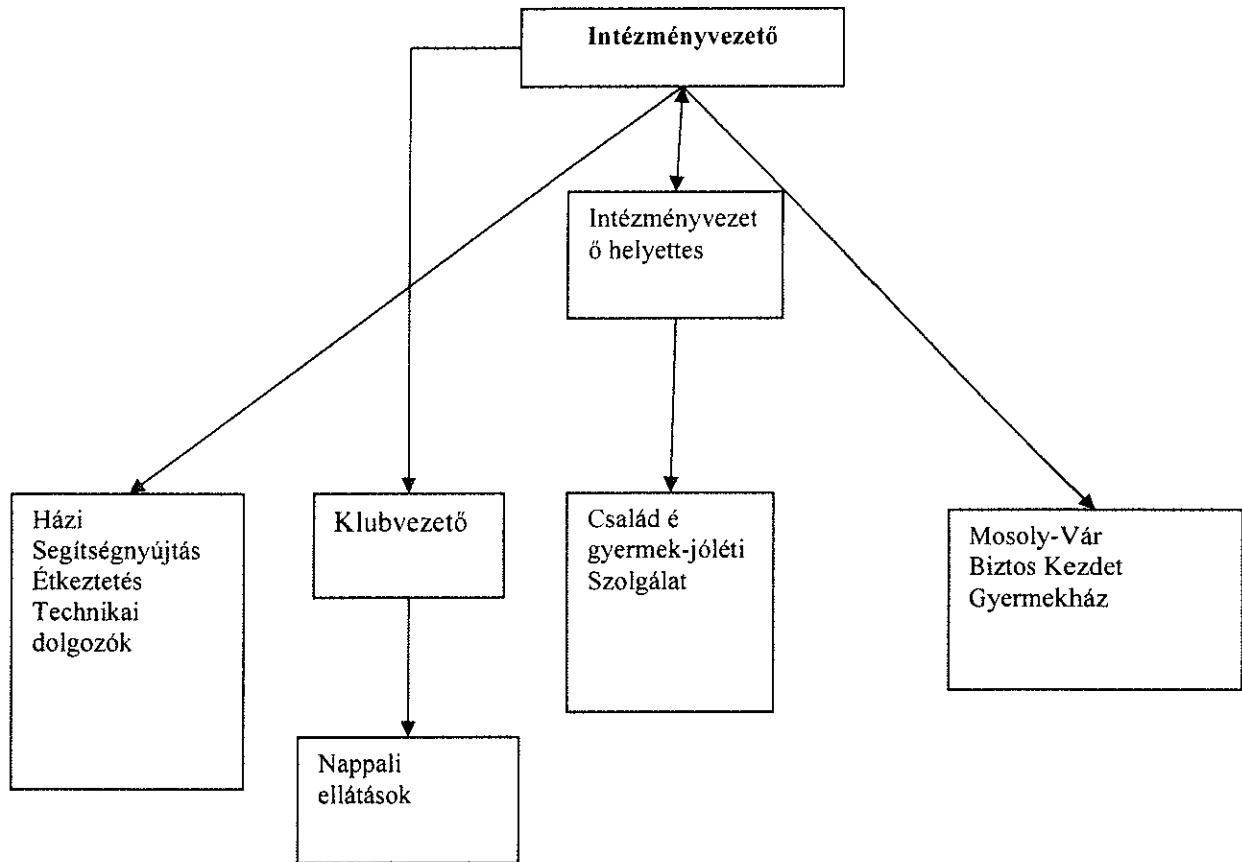 Intézményvezető
Intézményvezet
ő helyettes
Házi
Segítségnyújtás
Étkeztetés
Technikai
dolgozók
Klubvezető
Család é
gyermek-jóléti
Szolgálat
Mosoly-Vár
Biztos Kezdet
Gyermekház
Nappali
ellátások